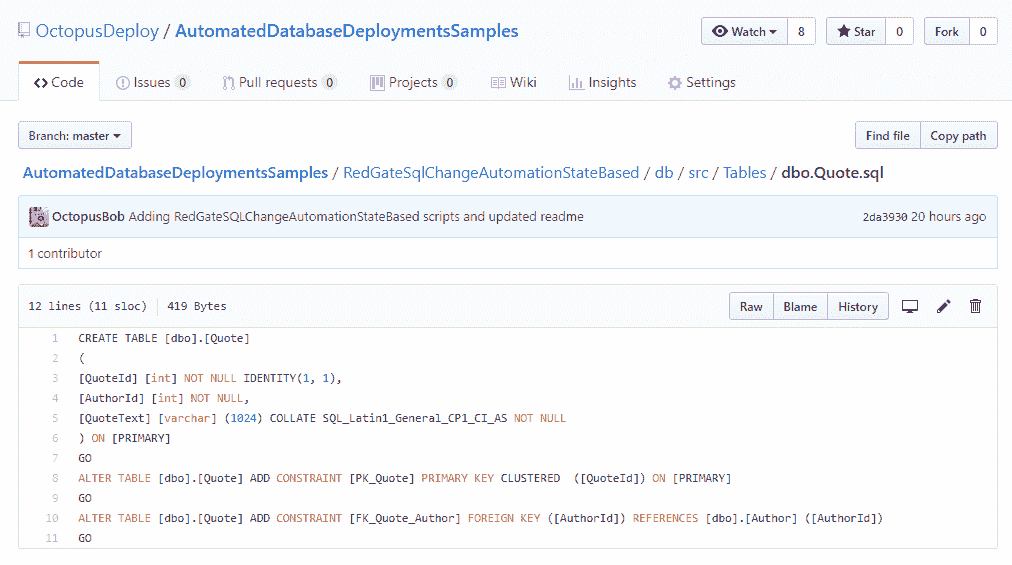 OctopusDeploy / AutomatedDatabaseDeploymentsSamples
Watch 8 Star 0 Fork 0
Code Issues 0 Pull requests 0 Projects 0 Wiki Insights Settings
Branch: master Find file Copy path
AutomatedDatabaseDeploymentsSamples / RedGateSqlChangeAutomationStateBased / db / src / Tables / dbo.Quote.sql
OctopusBob Adding RedGateSQLChangeAutomationStateBased scripts and updated readme 2da3930 20 hours ago
1 contributor
12 lines (11 sloc) 419 Bytes Raw Blame History
1 CREATE TABLE [dbo].[Quote]
2 (
3 [QuoteId] [int] NOT NULL IDENTITY(1, 1),
4 [AuthorId] [int] NOT NULL,
5 [QuoteText] [varchar] (1024) COLLATE SQL_Latin1_General_CP1_CI_AS NOT NULL
6 ) ON [PRIMARY]
7 GO
8 ALTER TABLE [dbo].[Quote] ADD CONSTRAINT [PK_Quote] PRIMARY KEY CLUSTERED  ([QuoteId]) ON [PRIMARY]
9 GO
10 ALTER TABLE [dbo].[Quote] ADD CONSTRAINT [FK_Quote_Author] FOREIGN KEY ([AuthorId]) REFERENCES [dbo].[Author] ([AuthorId])
11 GO